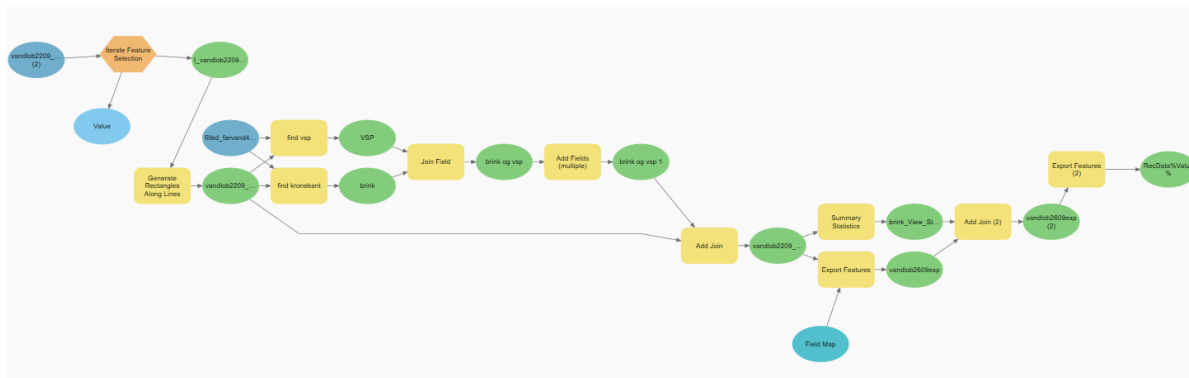 vandlob2209_...
(2)
Iterate Feature
Selection
I_vandlob2209...
Value
filled_farvand4...
find vsp
VSP
Join Field
brink og vsp
Add Fields
(multiple)
brink og vsp 1
Generate
Rectangles
Along Lines
vandlob2209_...
find kronekant
brink
Add Join
vandlob2209_...
Summary
Statistics
brink_View_St...
Add Join (2)
vandlob2609exp
(2)
Export Features
(2)
RecData%Value
%
Export Features
vandlob2609exp
Field Map